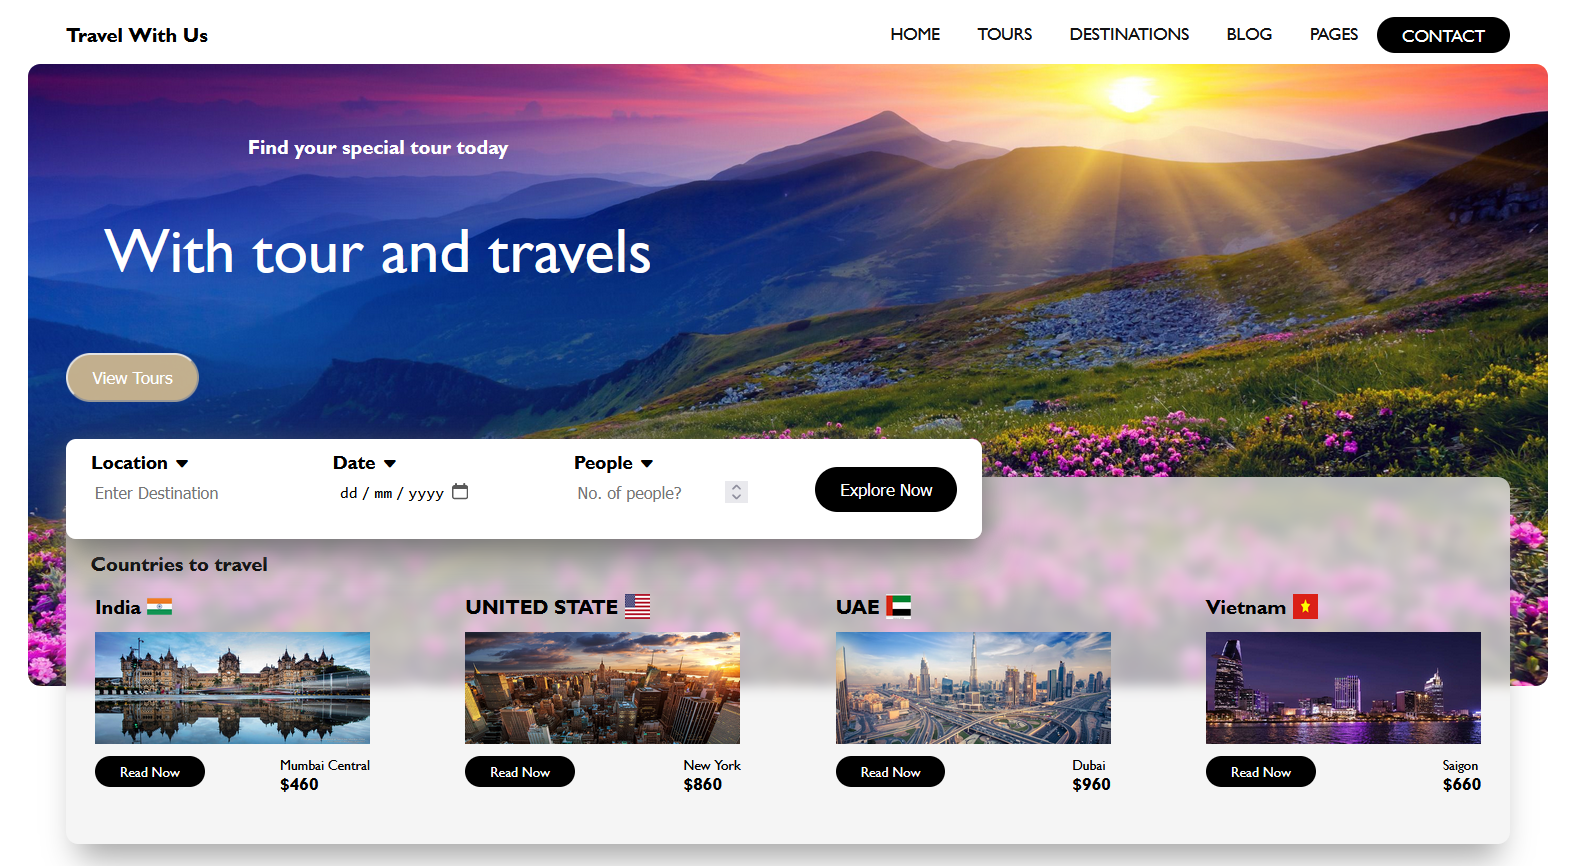 Travel With Us
HOME TOURS DESTINATIONS BLOG PAGES CONTACT
Find your special tour today
With tour and travels
View Tours
Location Date People
Enter Destination dd / mm / yyyy No. of people? Explore Now
Countries to travel
India UNITED STATE UAE Vietnam
Read Now Mumbai Central Read Now New York Read Now Dubai Read Now Saigon
$460 $860 $960 $660